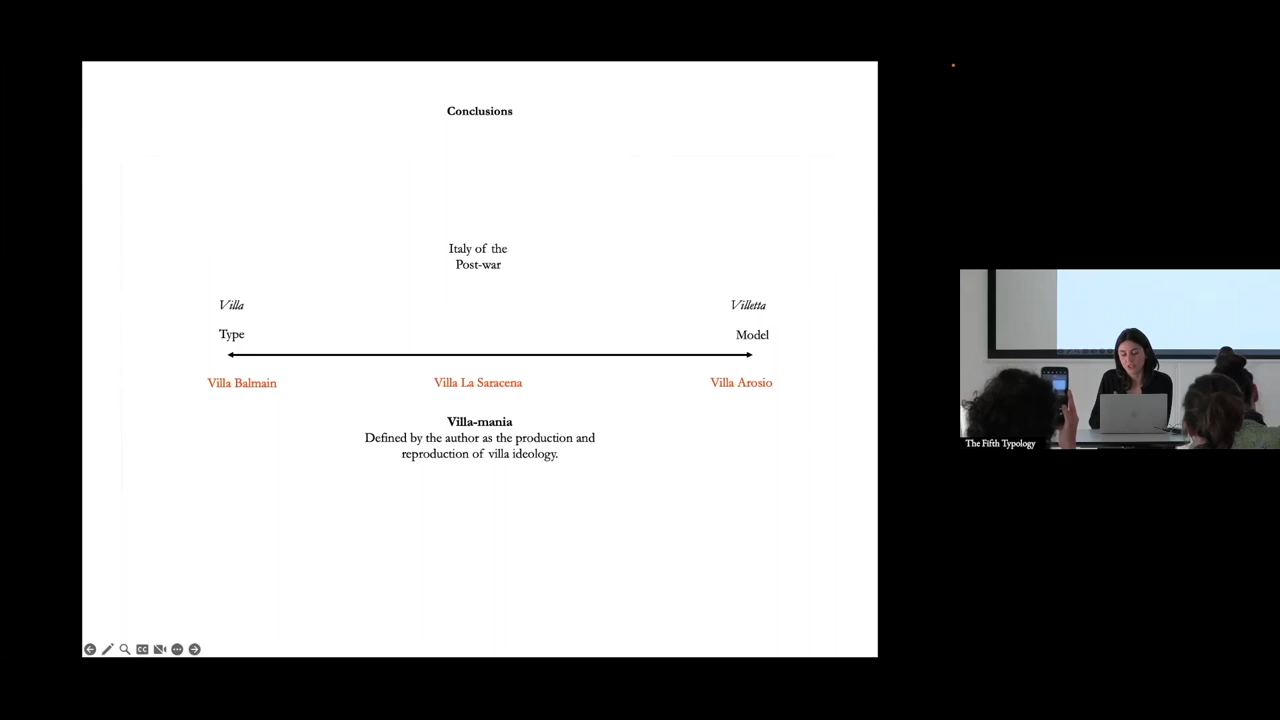 Conclusions
Italy of the
Post-war
Villa
Villetta
Type
Model
Villa Balmain
Villa La Saracena
Villa Arosio
Villa-mania
Defined by the author as the production and
reproduction of villa ideology.
CC
The Fifth Typology